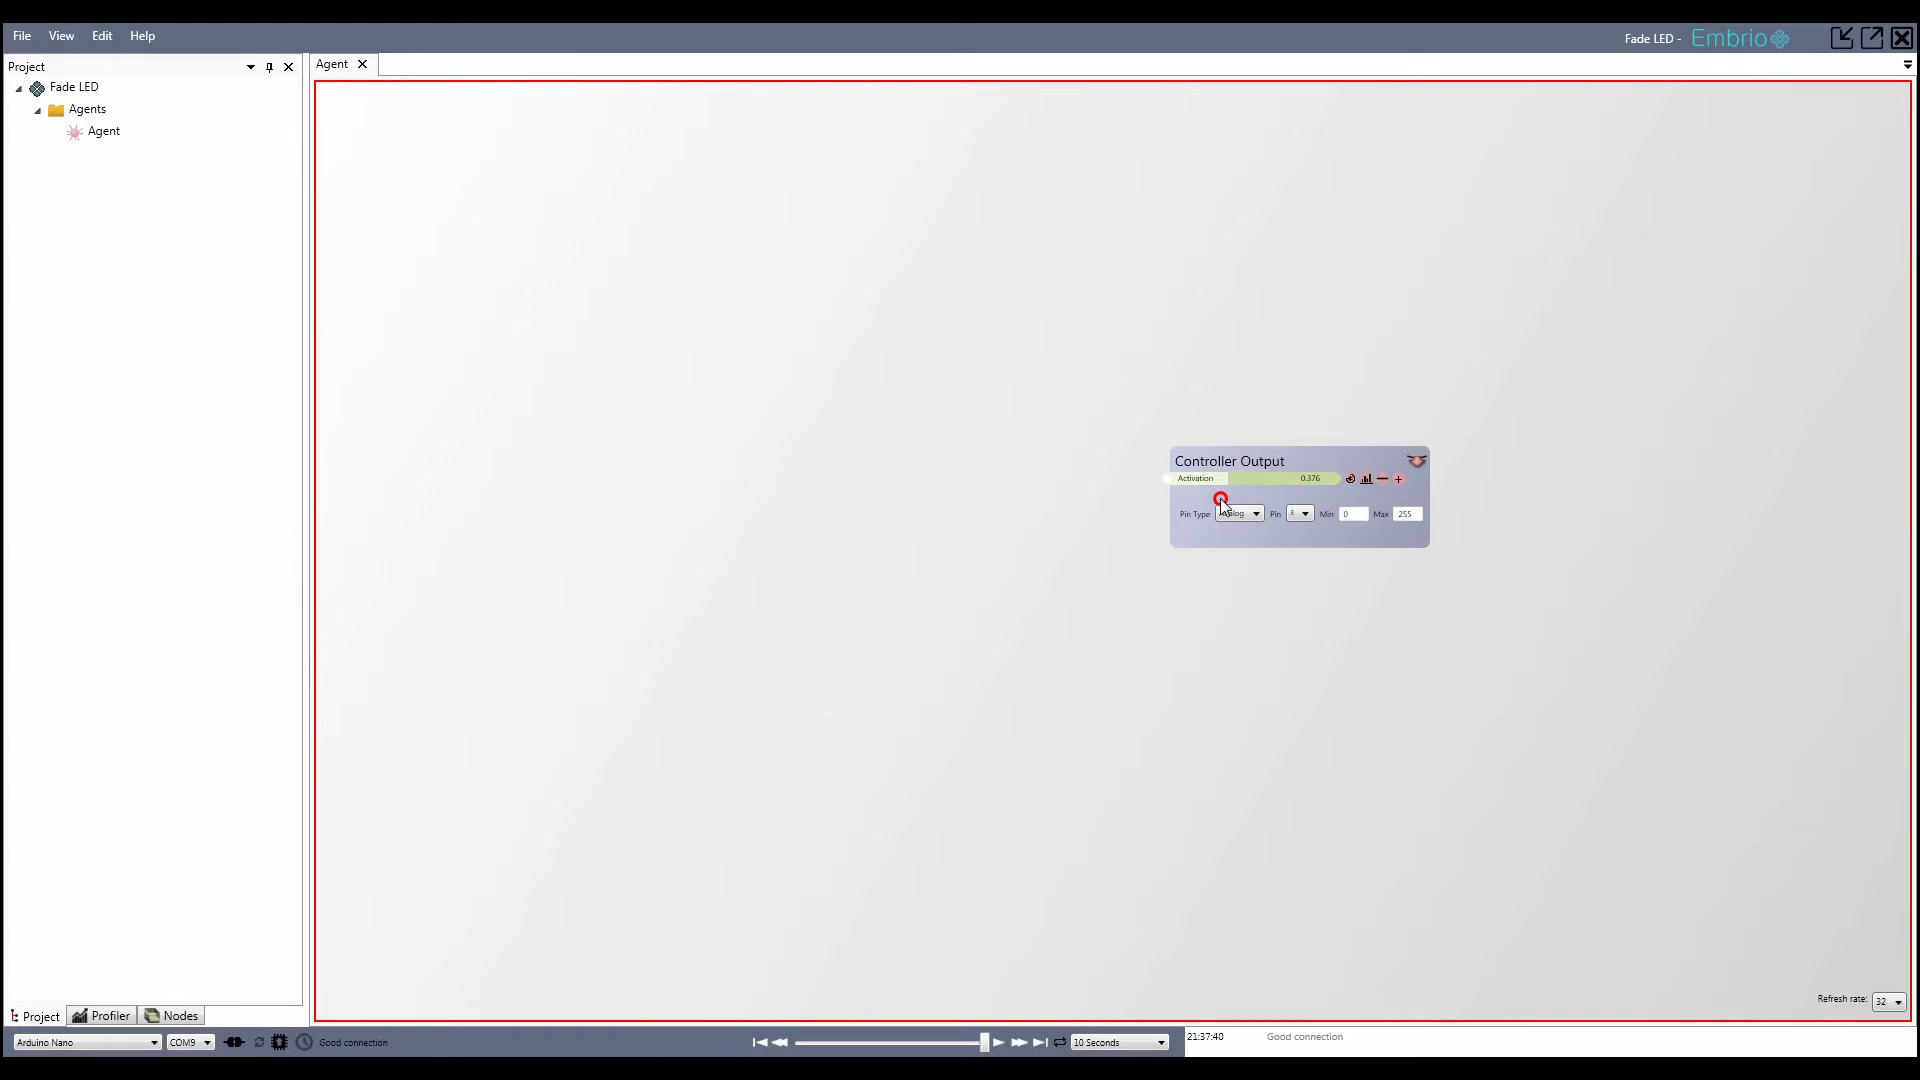 File View Edit Help
Fade LED - Embrio
Project
Agent
Fade LED
Agents
Agent
Controller Output
Activation 0.376
Pin Type Pin 3 Min 0 Max 255
Refresh rate: 32
Project Profiler Nodes
Arduino Nano COM9 Good connection 10 Seconds 21:37:40 Good connection